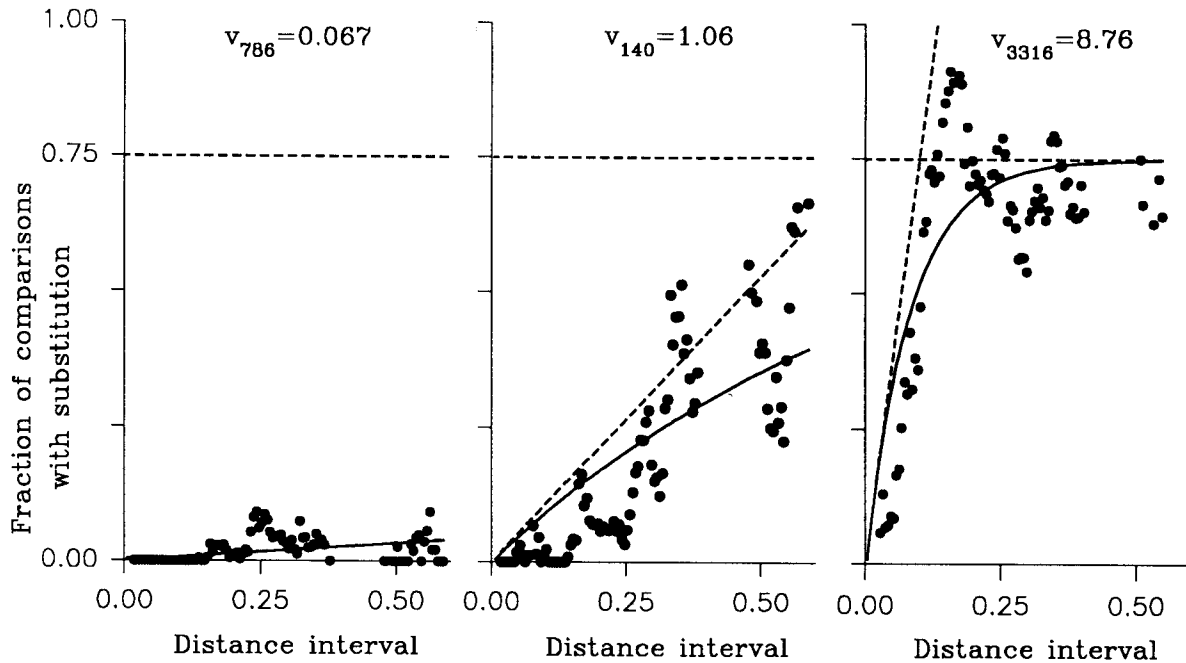 1.00
0.75
0.00
Fraction of comparisons
with substitution
v₇₈₆=0.067
v₁₄₀=1.06
v₃₃₁₆=8.76
0.00 0.25 0.50
0.00 0.25 0.50
0.00 0.25 0.50
Distance interval
Distance interval
Distance interval